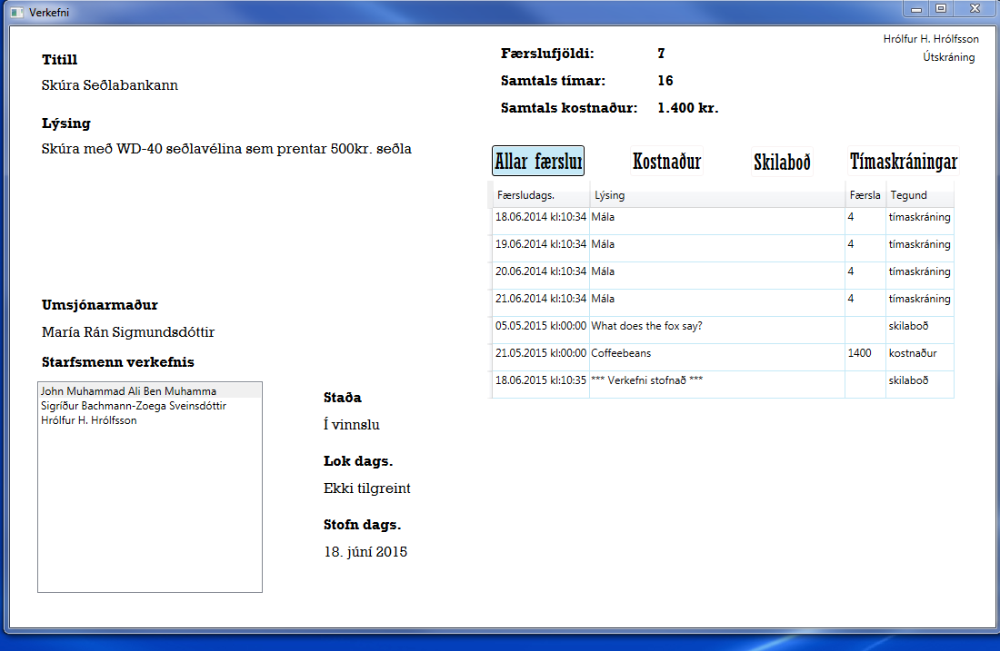 Verkefni
Hrólfur H. Hrólfsson
Útskráning
Titill
Skúra Seðlabankann
Lýsing
Skúra með WD-40 seðlavélina sem prentar 500kr. seðla
Umsjónarmaður
María Rán Sigmundsdóttir
Starfsmenn verkefnis
John Muhammad Ali Ben Muhamma
Sigríður Bachmann-Zoega Sveinsdóttir
Hrólfur H. Hrólfsson
Staða
Í vinnslu
Lok dags.
Ekki tilgreint
Stofn dags.
18. júní 2015
Færslufjöldi: 7
Samtals tímar: 16
Samtals kostnaður: 1.400 kr.
Allar færslur Kostnaður Skilaboð Tímaskráningar
Færsludags. Lýsing Færsla Tegund
18.06.2014 kl:10:34 Mála 4 tímaskráning
19.06.2014 kl:10:34 Mála 4 tímaskráning
20.06.2014 kl:10:34 Mála 4 tímaskráning
21.06.2014 kl:10:34 Mála 4 tímaskráning
05.05.2015 kl:00:00 What does the fox say? skilaboð
21.05.2015 kl:00:00 Coffeebeans 1400 kostnaður
18.06.2015 kl:10:35 *** Verkefni stofnað *** skilaboð